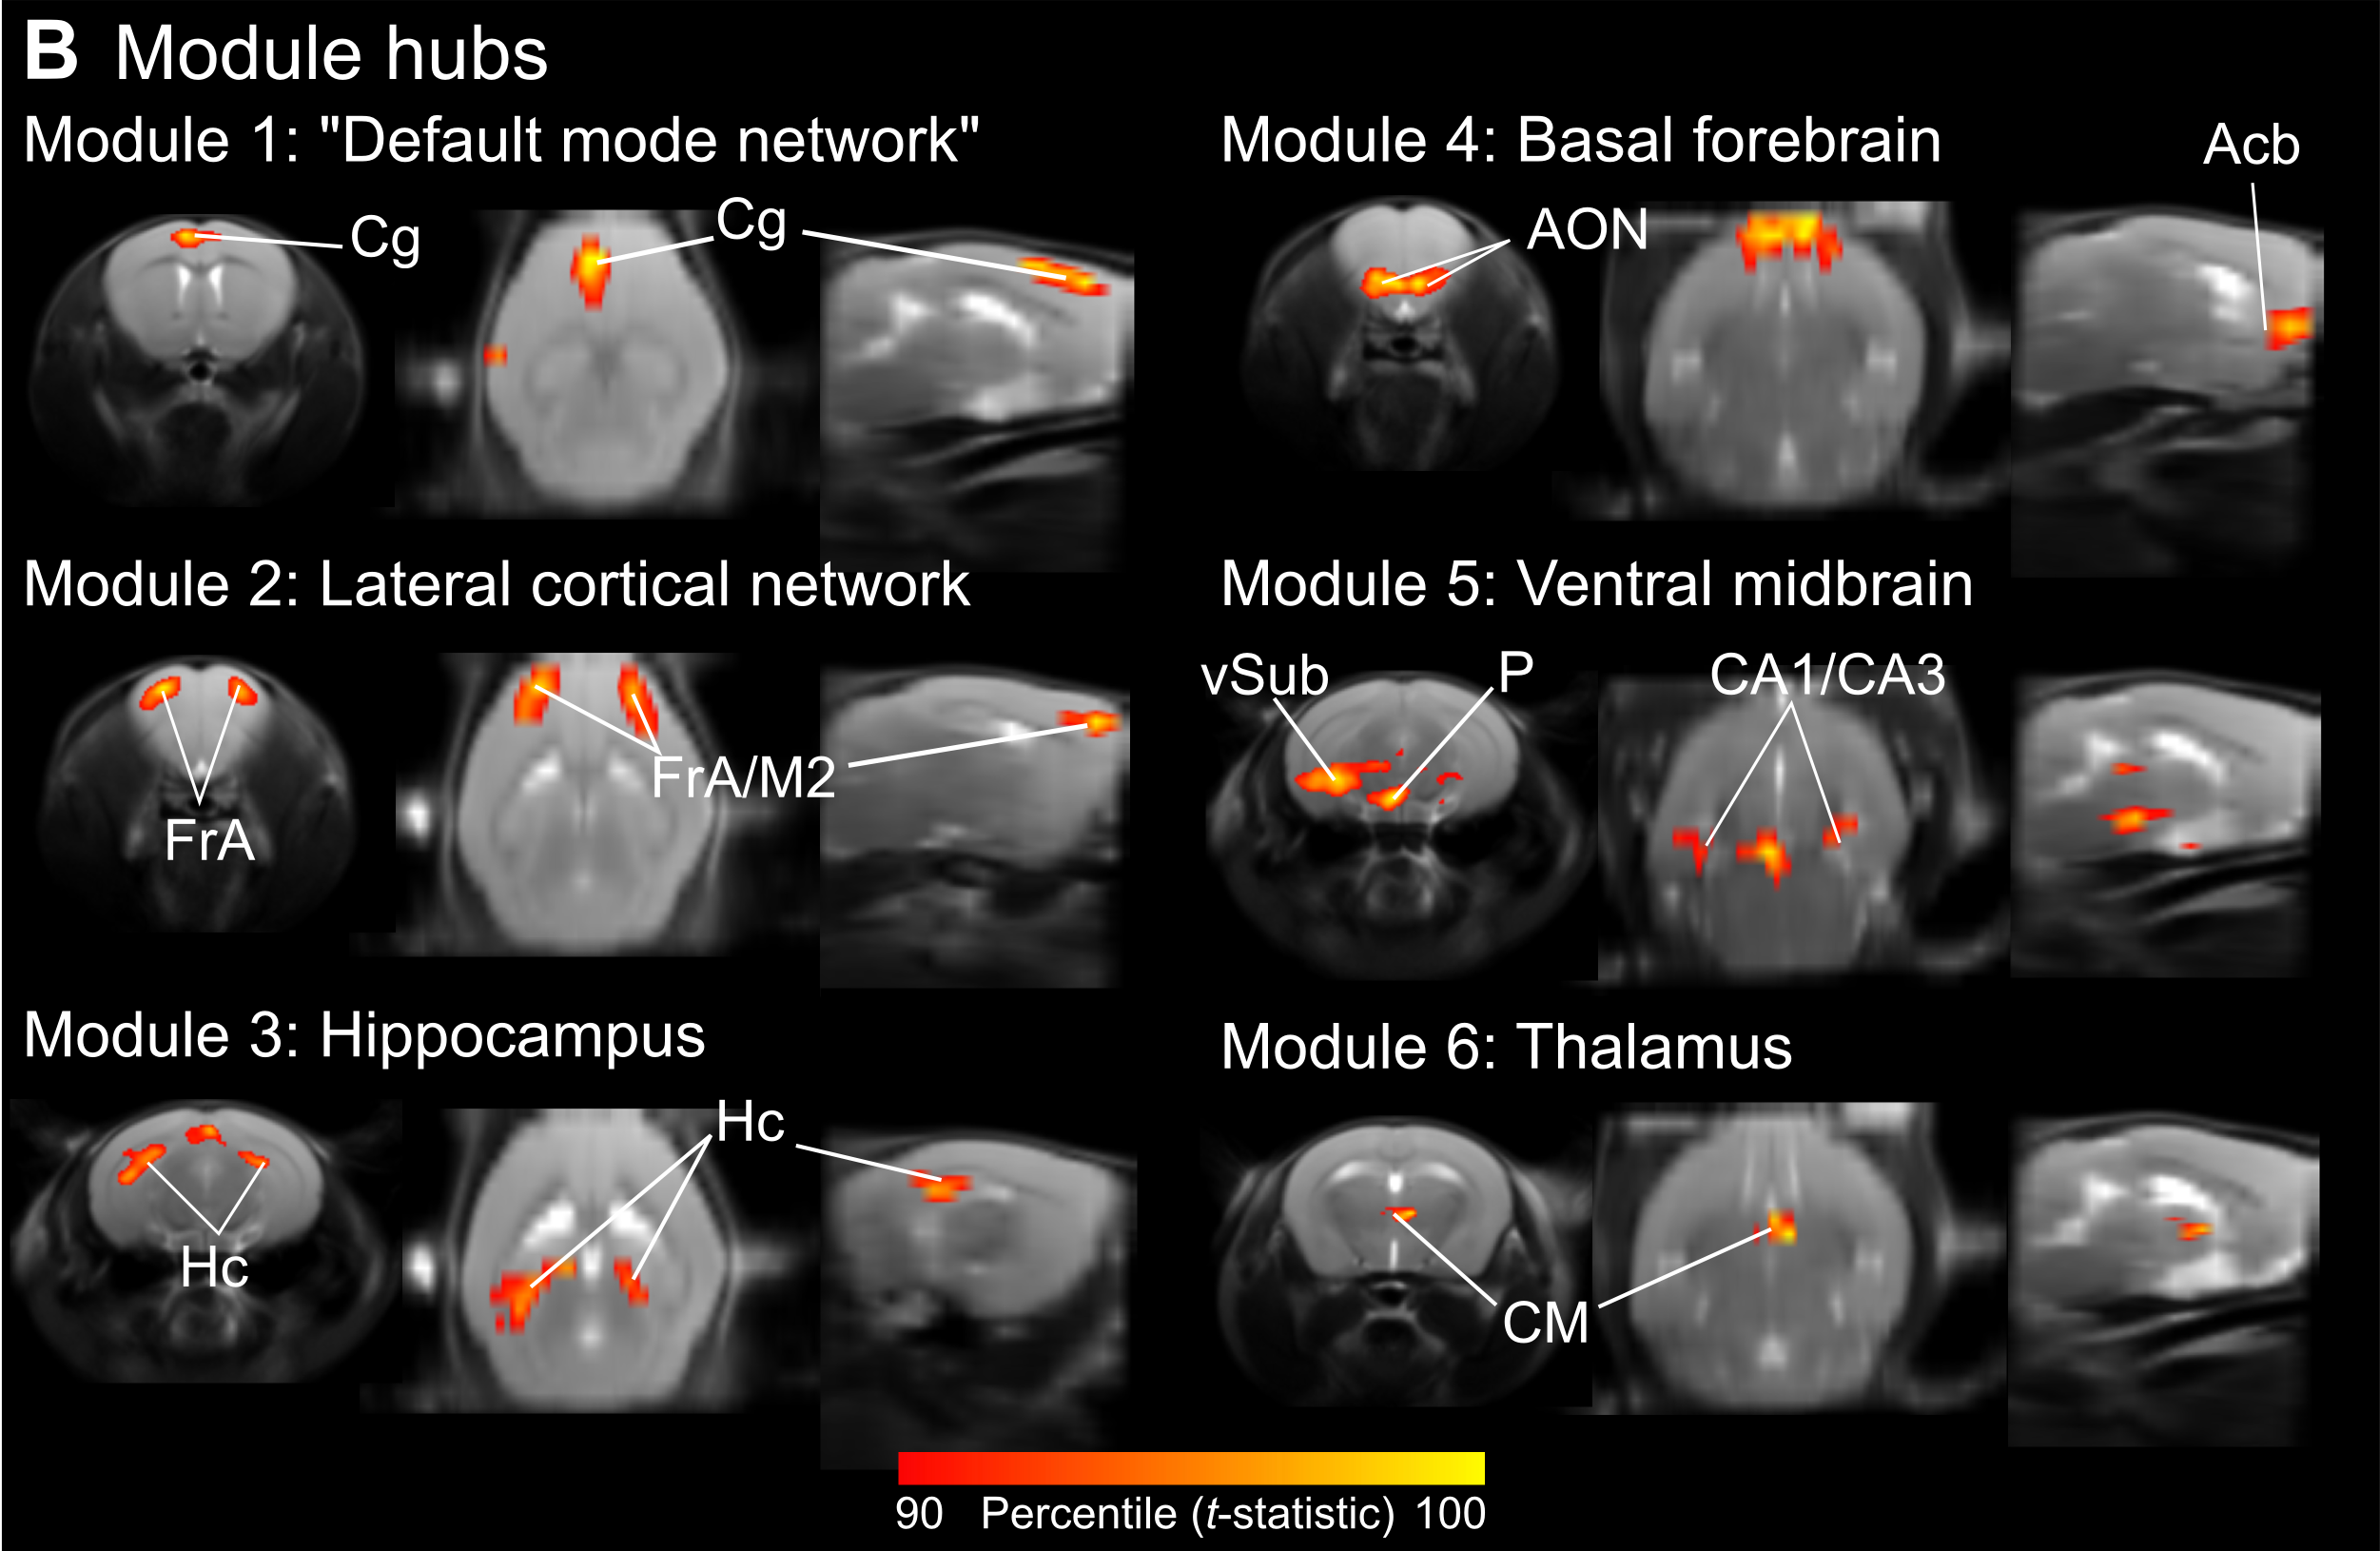 B Module hubs
Module 1: "Default mode network"
Cg
Cg
Module 2: Lateral cortical network
FrA
FrA/M2
Module 3: Hippocampus
Hc
Hc
Module 4: Basal forebrain
AON
Acb
Module 5: Ventral midbrain
vSub
P
CA1/CA3
Module 6: Thalamus
CM
90 Percentile (t-statistic) 100